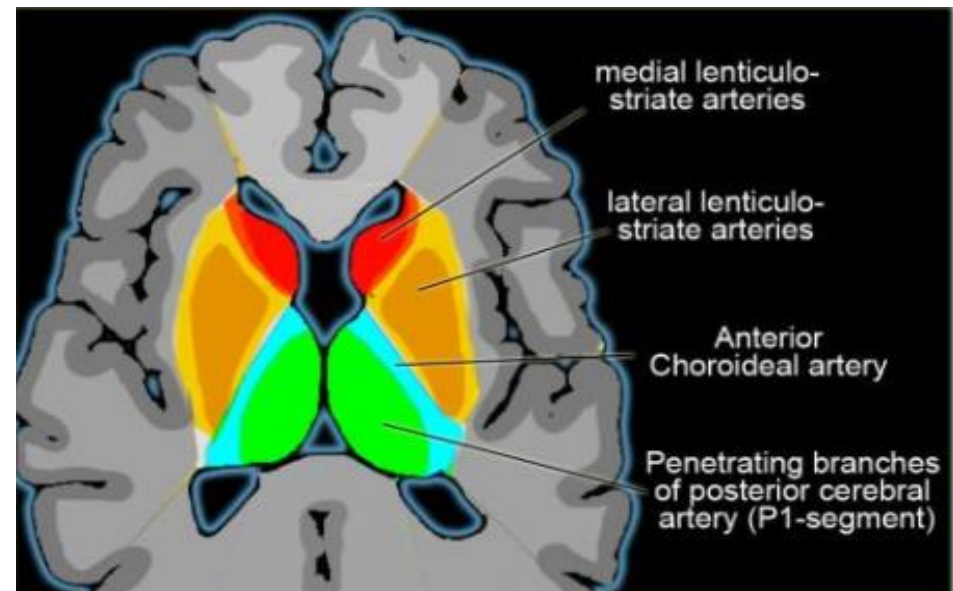 medial lenticulo-
striate arteries
lateral lenticulo-
striate arteries
Anterior
Choroideal artery
Penetrating branches
of posterior cerebral
artery (P1-segment)